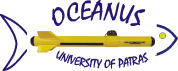 OCEANUS
UNIVERSITY OF PATRAS